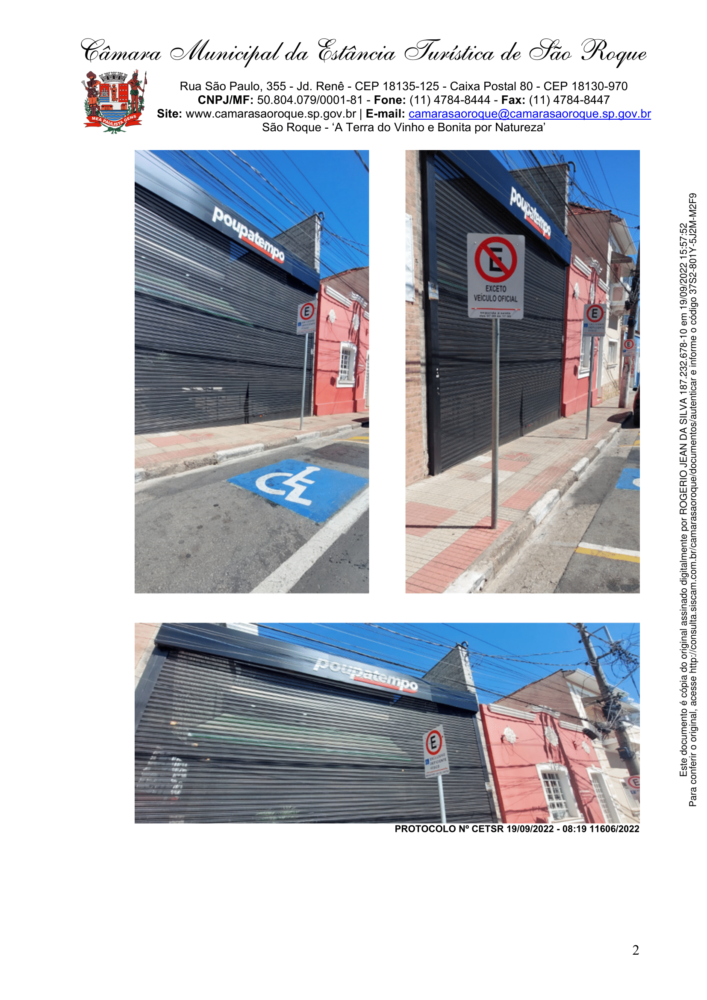 Câmara Municipal da Estância Turística de São Roque
Rua São Paulo, 355 - Jd. Renê - CEP 18135-125 - Caixa Postal 80 - CEP 18130-970
CNPJ/MF: 50.804.079/0001-81 - Fone: (11) 4784-8444 - Fax: (11) 4784-8447
Site: www.camarasaoroque.sp.gov.br | E-mail: camarasaoroque@camarasaoroque.sp.gov.br
São Roque - ‘A Terra do Vinho e Bonita por Natureza’
MEA PAULISTA GENS
poupatempo
E
poupatempo
E
EXCETO
VEÍCULO OFICIAL
segunda a sexta
E
E
poupatempo
E
EXCLUSIVO
DEFICIENTE
FÍSICO
E
PROTOCOLO Nº CETSR 19/09/2022 - 08:19 11606/2022
2
Este documento é cópia do original assinado digitalmente por ROGERIO JEAN DA SILVA 187.232.678-10 em 19/09/2022 15:57:52
Para conferir o original, acesse http://consulta.siscam.com.br/camarasaoroque/documentos/autenticar e informe o código 37S2-801Y-5J2M-M2F9